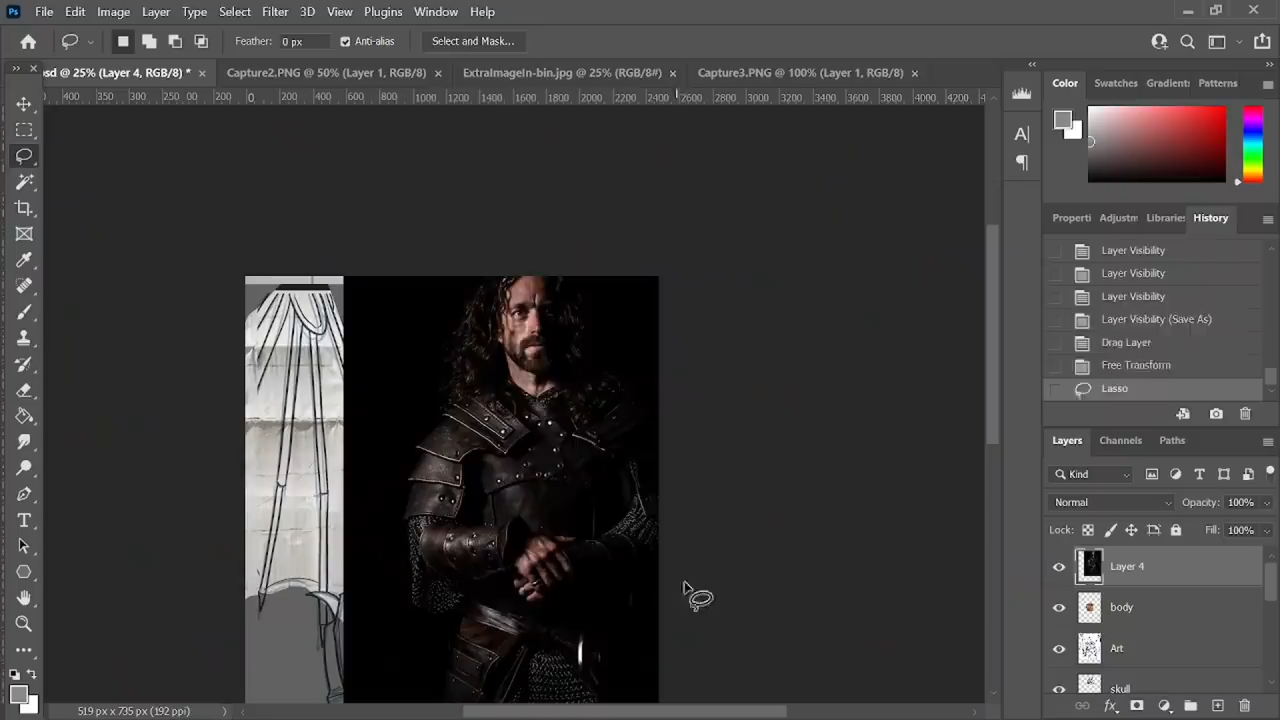 Ps File Edit Image Layer Type Select Filter 3D View Plugins Window Help
Feather: 0 px Anti-alias Select and Mask...
sd @ 25% (Layer 4, RGB/8) * × Capture2.PNG @ 50% (Layer 1, RGB/8) × ExtraImageIn-bin.jpg @ 25% (RGB/8#) × Capture3.PNG @ 100% (Layer 1, RGB/8) ×
400 350 300 250 00 0 200 400 600 800 1000 1200 1400 1600 1800 2000 2200 2400 2600 2800 3000 3200 3400 3600 3800 4000 4200 4
Color Swatches Gradient Patterns
Properti Adjustm Libraries History
Layer Visibility
Layer Visibility
Layer Visibility
Layer Visibility (Save As)
Drag Layer
Free Transform
Lasso
Layers Channels Paths
Kind
Normal Opacity: 100%
Lock: Fill: 100%
Layer 4
body
Art
skull
519 px x 735 px (192 ppi)